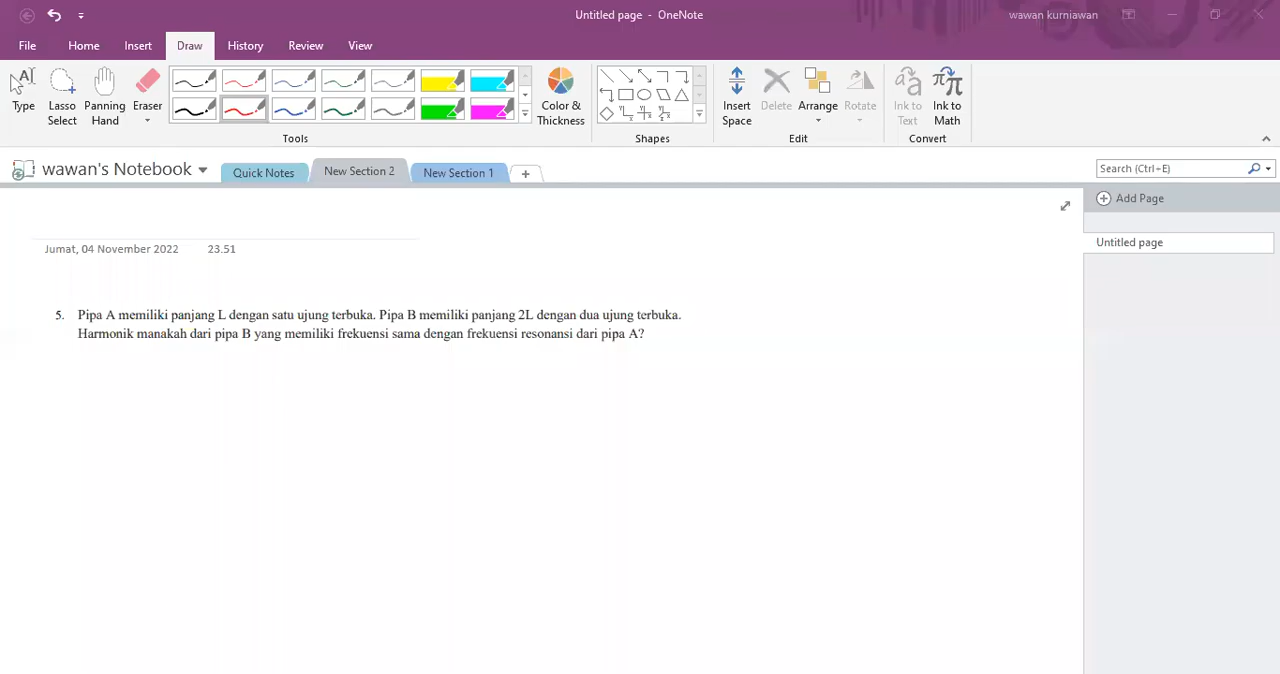 Untitled page - OneNote
wawan kurniawan
File Home Insert Draw History Review View
Type
Lasso Select
Panning Hand
Eraser
Color & Thickness
Insert Space
Delete
Arrange
Rotate
Ink to Text
Ink to Math
Tools
Shapes
Edit
Convert
wawan's Notebook
Quick Notes
New Section 2
New Section 1
Search (Ctrl+E)
Add Page
Untitled page
Jumat, 04 November 2022 23.51
5. Pipa A memiliki panjang L dengan satu ujung terbuka. Pipa B memiliki panjang 2L dengan dua ujung terbuka.
Harmonik manakah dari pipa B yang memiliki frekuensi sama dengan frekuensi resonansi dari pipa A?